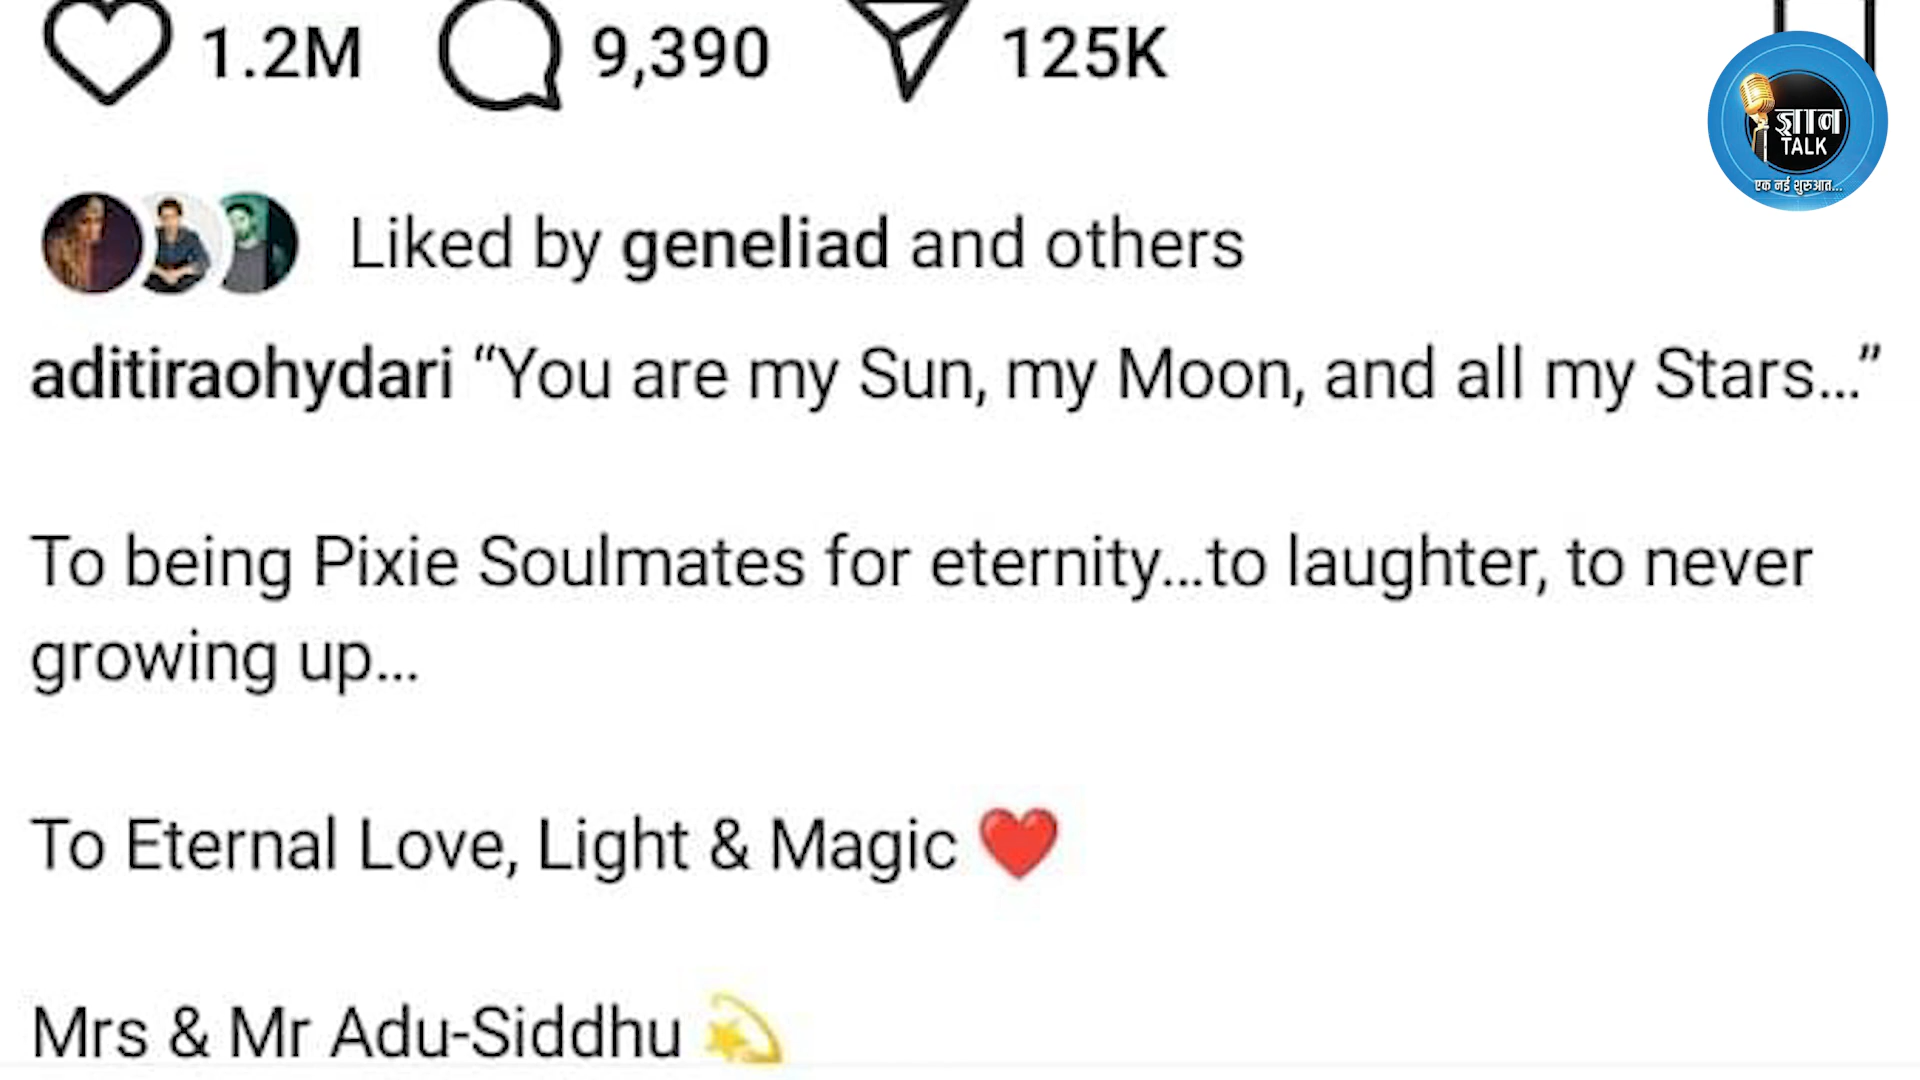 1.2M 9,390 125K
ज्ञान
TALK
एक नई शुरुआत...
Liked by geneliad and others
aditiraohydari “You are my Sun, my Moon, and all my Stars...”
To being Pixie Soulmates for eternity...to laughter, to never
growing up...
To Eternal Love, Light & Magic ❤️
Mrs & Mr Adu-Siddhu 💫